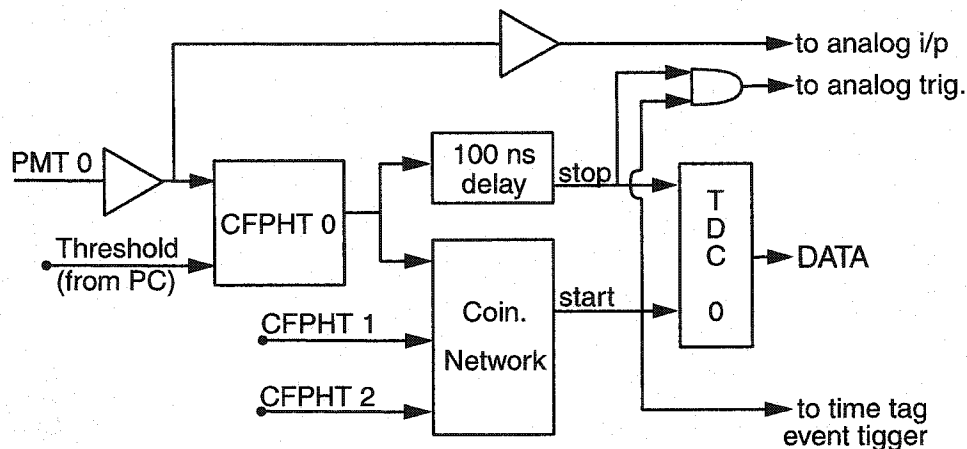 to analog i/p
to analog trig.
PMT 0
100 ns
delay
stop
CFPHT 0
Threshold
(from PC)
T
D
C
0
DATA
start
Coin.
Network
CFPHT 1
CFPHT 2
to time tag
event tigger